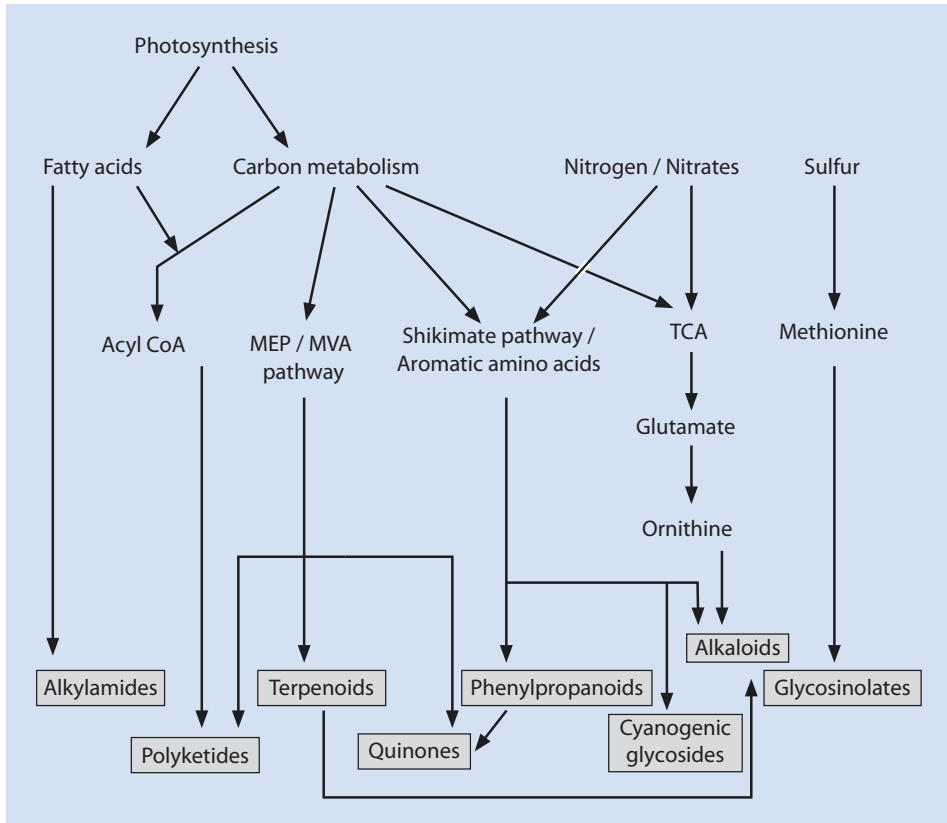 Photosynthesis
Fatty acids
Carbon metabolism
Nitrogen / Nitrates
Sulfur
Acyl CoA
MEP / MVA
pathway
Shikimate pathway /
Aromatic amino acids
TCA
Methionine
Glutamate
Ornithine
Alkaloids
Alkylamides
Terpenoids
Phenylpropanoids
Glycosinolates
Polyketides
Quinones
Cyanogenic
glycosides